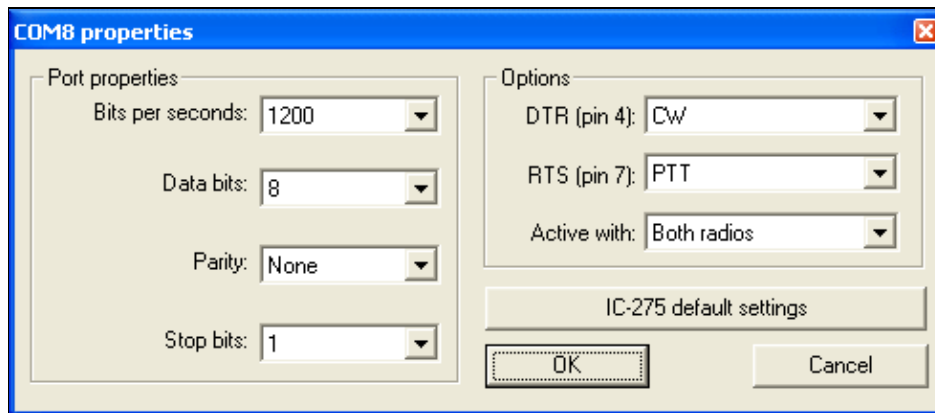 COM8 properties
Port properties
Bits per seconds: 1200
Data bits: 8
Parity: None
Stop bits: 1
Options
DTR (pin 4): CW
RTS (pin 7): PTT
Active with: Both radios
IC-275 default settings
OK
Cancel